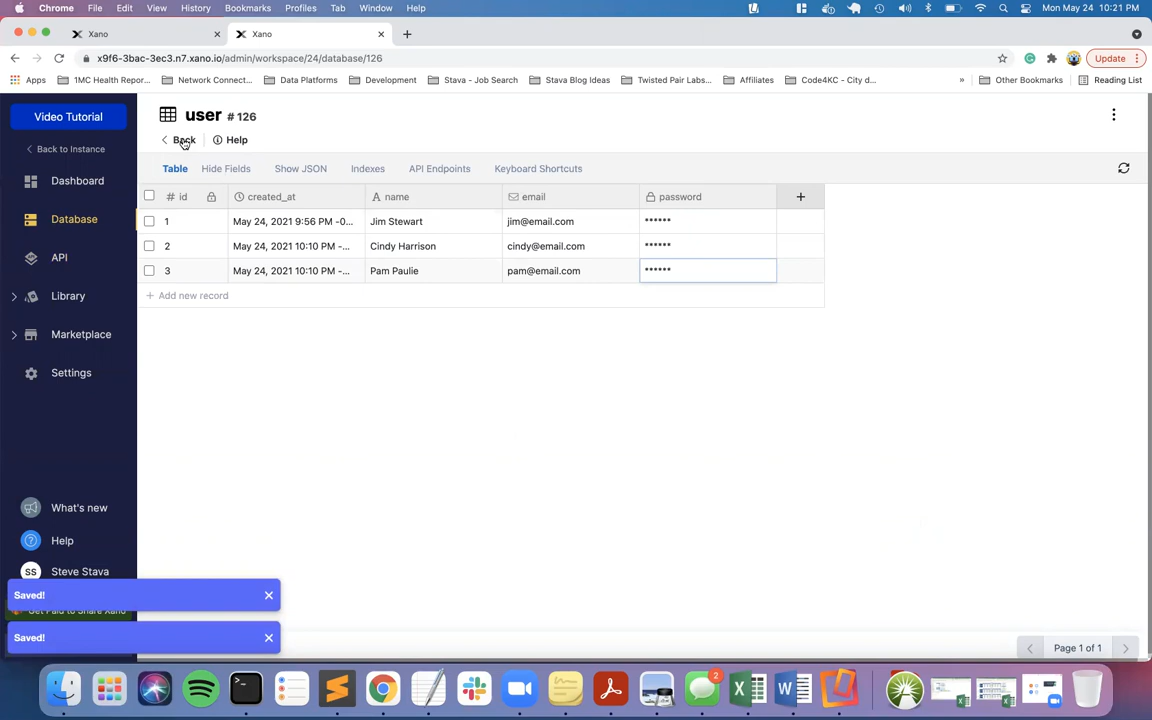 Chrome File Edit View History Bookmarks Profiles Tab Window Help Mon May 24 10:21 PM
Xano Xano
x9f6-3bac-3ec3.n7.xano.io/admin/workspace/24/database/126 Update
Apps 1MC Health Repor... Network Connect... Data Platforms Development Stava - Job Search Stava Blog Ideas Twisted Pair Labs... Affiliates Code4KC - City d... » Other Bookmarks Reading List
Video Tutorial
Back to Instance
Dashboard
Database
API
Library
Marketplace
Settings
What's new
Help
SS Steve Stava
Get Paid to Share Xano
Saved!
Saved!
user # 126
Back Help
Table Hide Fields Show JSON Indexes API Endpoints Keyboard Shortcuts
# id created_at A name email password +
1 May 24, 2021 9:56 PM -0... Jim Stewart jim@email.com ••••••
2 May 24, 2021 10:10 PM -... Cindy Harrison cindy@email.com ••••••
3 May 24, 2021 10:10 PM -... Pam Paulie pam@email.com ••••••
+ Add new record
Page 1 of 1
2